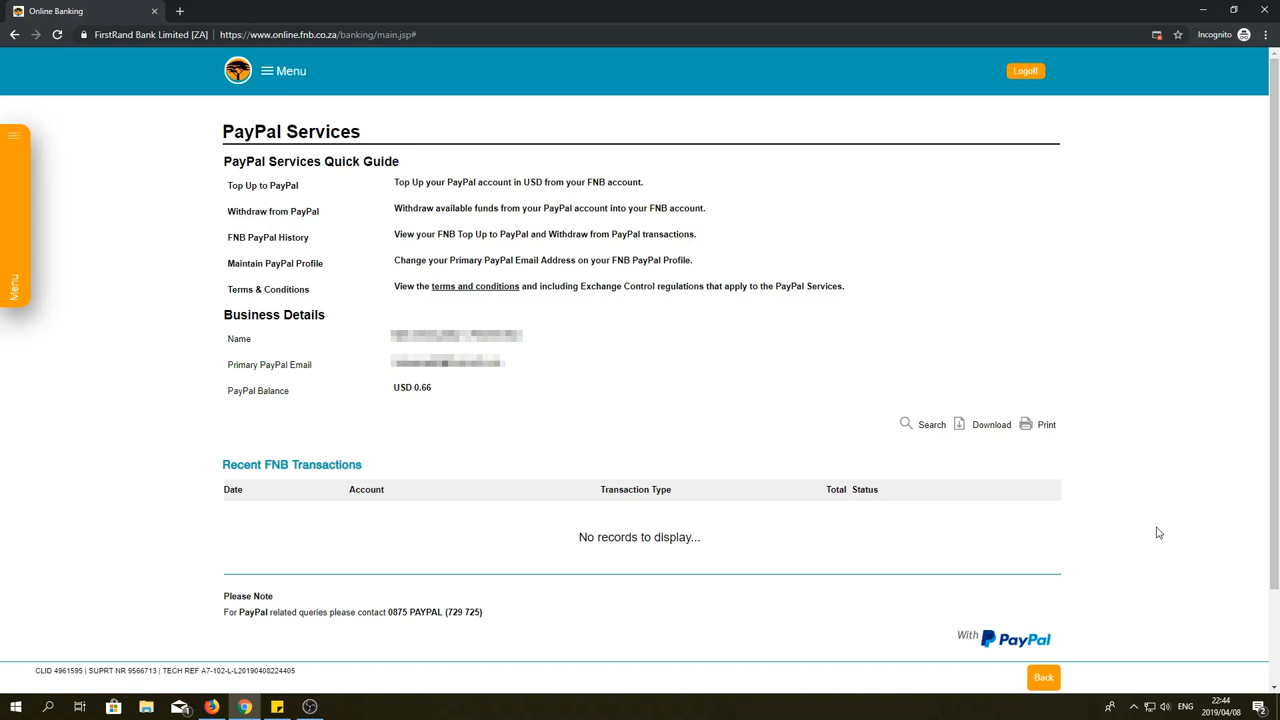 Online Banking
FirstRand Bank Limited [ZA] | https://www.online.fnb.co.za/banking/main.jsp#
Incognito
Menu
Logoff
Menu
PayPal Services
PayPal Services Quick Guide
Top Up to PayPal Top Up your PayPal account in USD from your FNB account.
Withdraw from PayPal Withdraw available funds from your PayPal account into your FNB account.
FNB PayPal History View your FNB Top Up to PayPal and Withdraw from PayPal transactions.
Maintain PayPal Profile Change your Primary PayPal Email Address on your FNB PayPal Profile.
Terms & Conditions View the terms and conditions and including Exchange Control regulations that apply to the PayPal Services.
Business Details
Name
Primary PayPal Email
PayPal Balance USD 0.66
Search Download Print
Recent FNB Transactions
Date Account Transaction Type Total Status
No records to display...
Please Note
For PayPal related queries please contact 0875 PAYPAL (729 725)
With PayPal
CLID 4961595 | SUPRT NR 9566713 | TECH REF A7-102-L-L20190408224405
Back
ENG
22:44
2019/04/08
2